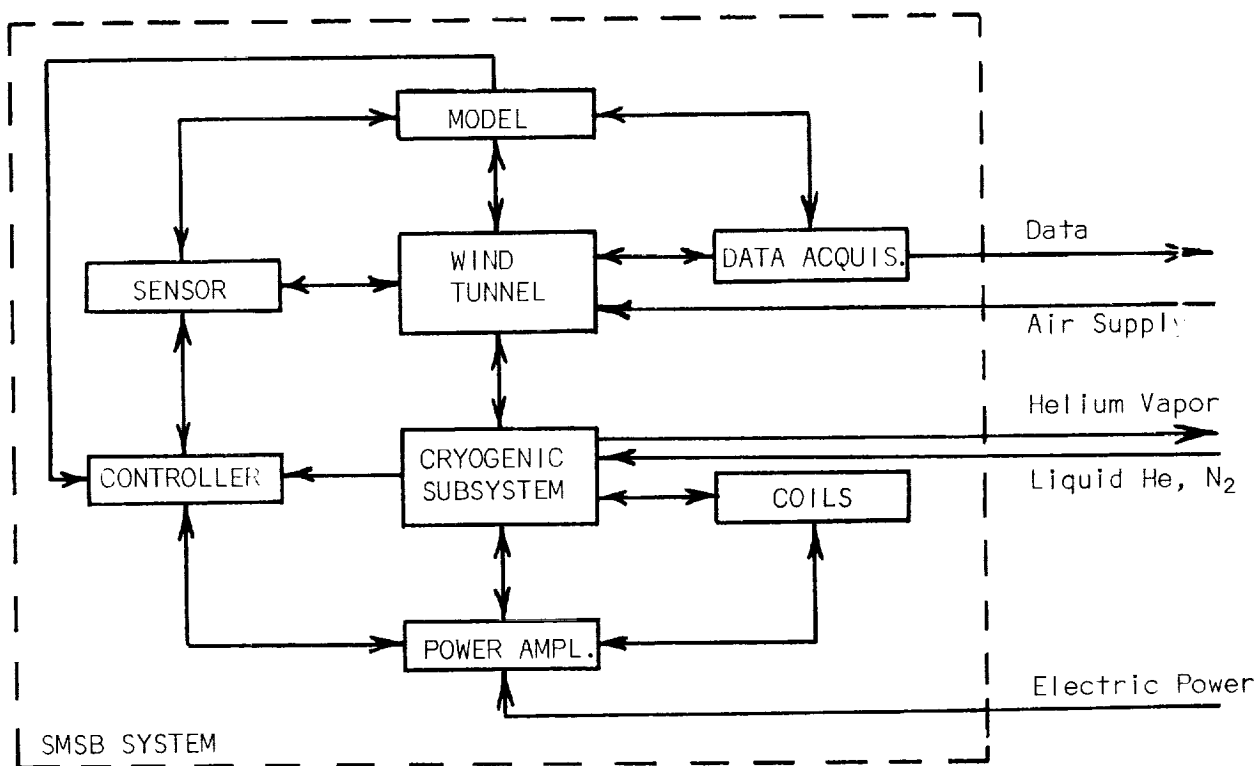 MODEL
Data
WIND
TUNNEL
DATA ACQUIS.
SENSOR
Air Supply
Helium Vapor
CRYOGENIC
SUBSYSTEM
CONTROLLER
COILS
Liquid He, N₂
POWER AMPL.
Electric Power
SMSB SYSTEM